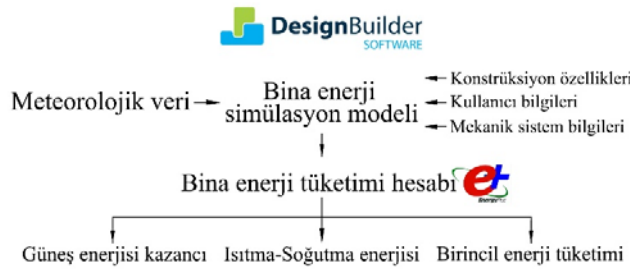 DesignBuilder
SOFTWARE
Konstrüksiyon özellikleri
Meteorolojik veri
Bina enerji
simülasyon modeli
Kullanıcı bilgileri
Mekanik sistem bilgileri
Bina enerji tüketimi hesabı
e+
EnergyPlus
Güneş enerjisi kazancı
Isıtma-Soğutma enerjisi
Birincil enerji tüketimi